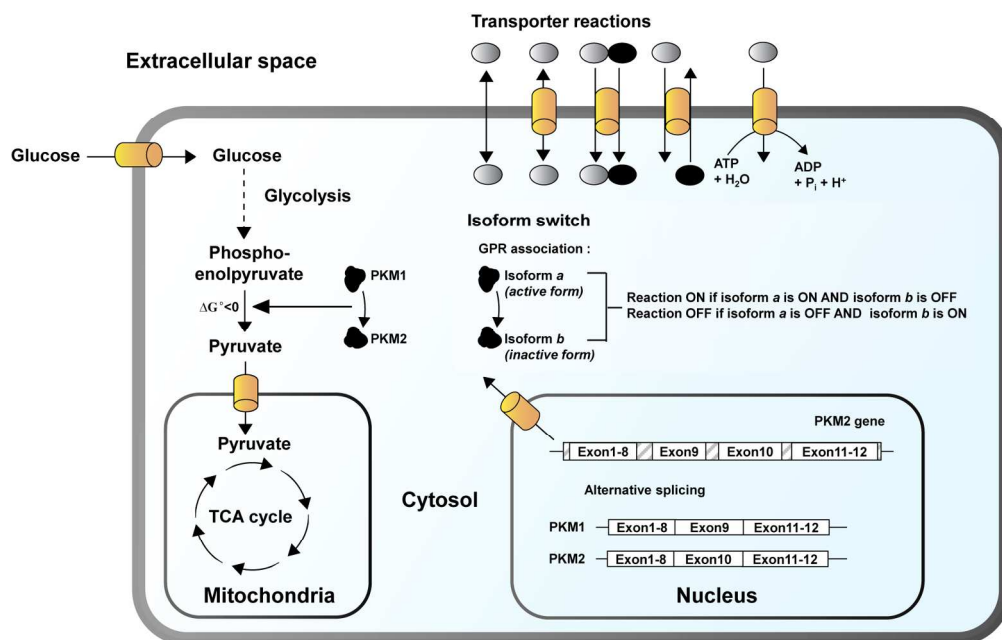 Transporter reactions
Extracellular space
Glucose
Glucose
Glycolysis
Phospho-
enolpyruvate
ΔG°<0
PKM1
PKM2
Pyruvate
Pyruvate
TCA cycle
Mitochondria
Cytosol
ATP
+ H₂O
ADP
+ Pᵢ + H⁺
Isoform switch
GPR association :
Isoform a
(active form)
Isoform b
(inactive form)
Reaction ON if isoform a is ON AND isoform b is OFF
Reaction OFF if isoform a is OFF AND isoform b is ON
PKM2 gene
Exon1-8 Exon9 Exon10 Exon11-12
Alternative splicing
PKM1 Exon1-8 Exon9 Exon11-12
PKM2 Exon1-8 Exon10 Exon11-12
Nucleus